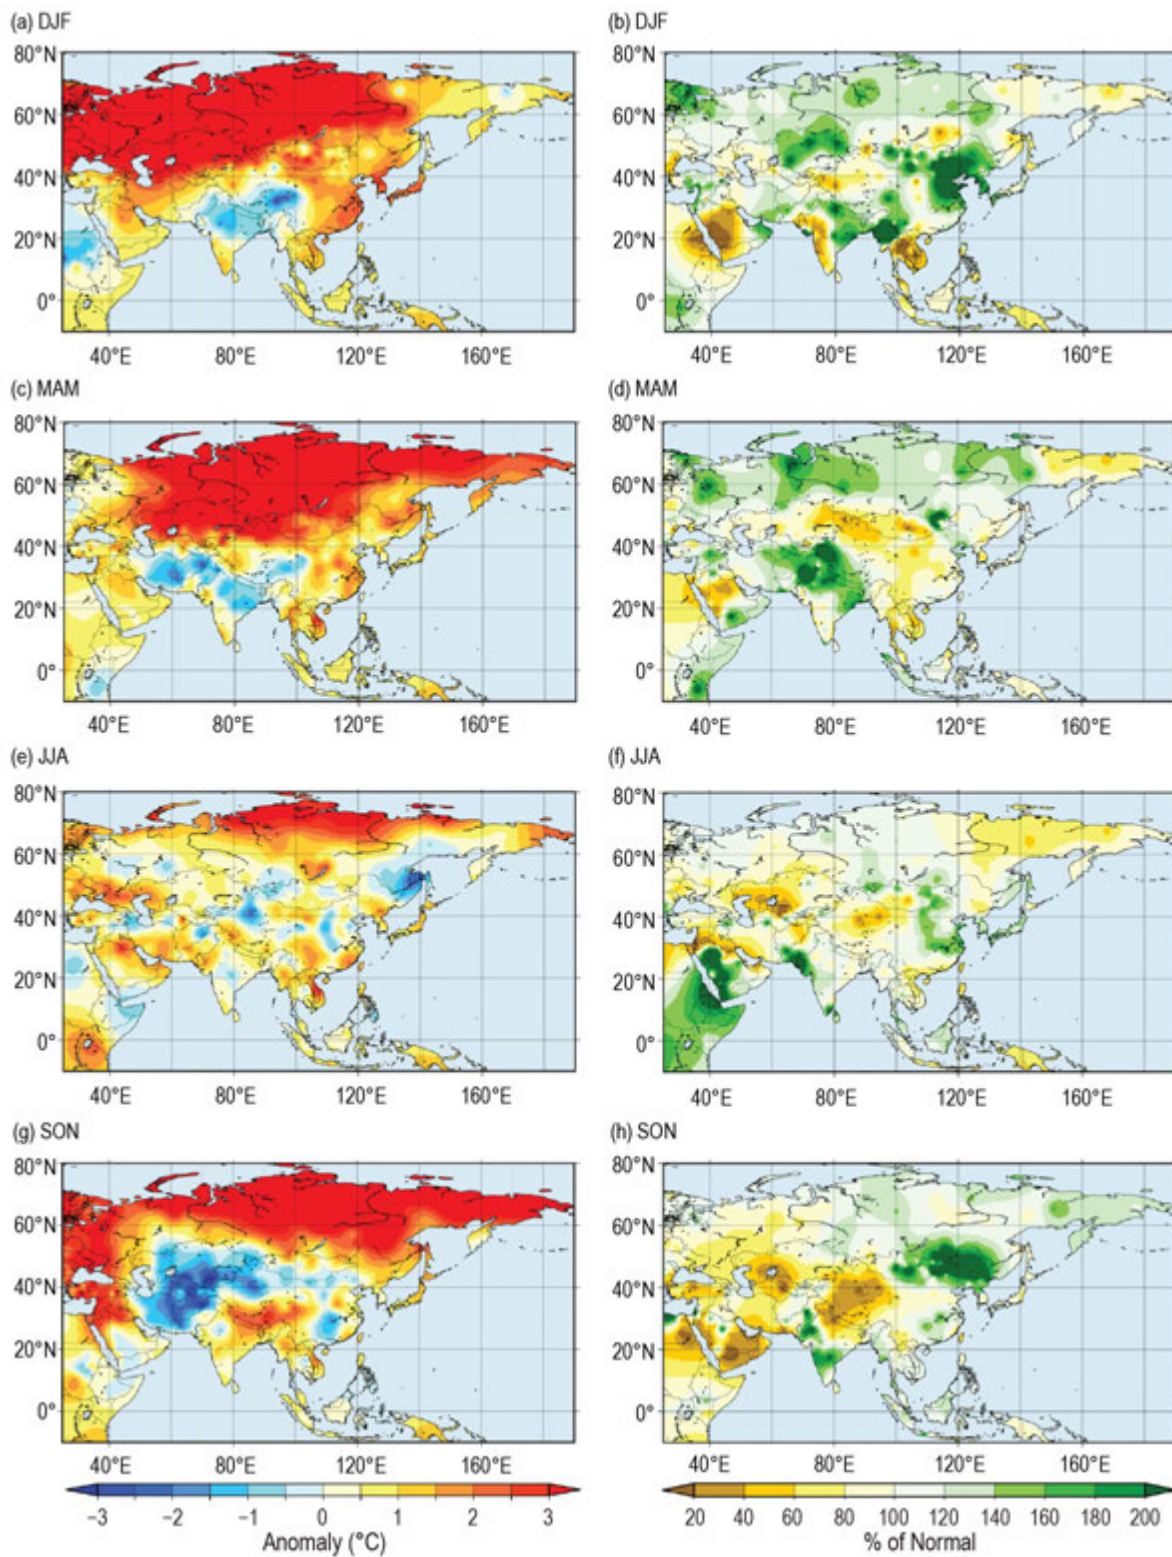 (a) DJF
(b) DJF
80°N
60°N
40°N
20°N
0°
40°E 80°E 120°E 160°E
80°N
60°N
40°N
20°N
0°
40°E 80°E 120°E 160°E
(c) MAM
(d) MAM
80°N
60°N
40°N
20°N
0°
40°E 80°E 120°E 160°E
80°N
60°N
40°N
20°N
0°
40°E 80°E 120°E 160°E
(e) JJA
(f) JJA
80°N
60°N
40°N
20°N
0°
40°E 80°E 120°E 160°E
80°N
60°N
40°N
20°N
0°
40°E 80°E 120°E 160°E
(g) SON
(h) SON
80°N
60°N
40°N
20°N
0°
40°E 80°E 120°E 160°E
80°N
60°N
40°N
20°N
0°
40°E 80°E 120°E 160°E
−3 −2 −1 0 1 2 3
Anomaly (°C)
20 40 60 80 100 120 140 160 180 200
% of Normal